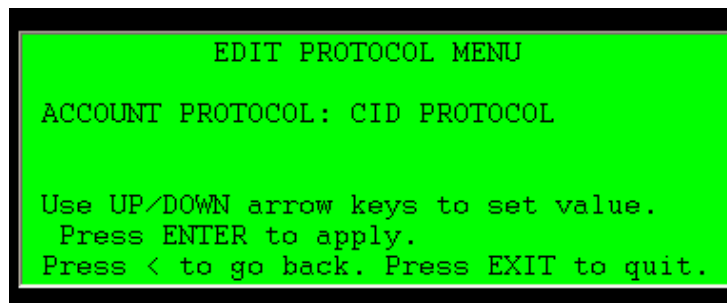 EDIT PROTOCOL MENU
ACCOUNT PROTOCOL: CID PROTOCOL
Use UP/DOWN arrow keys to set value.
Press ENTER to apply.
Press < to go back. Press EXIT to quit.